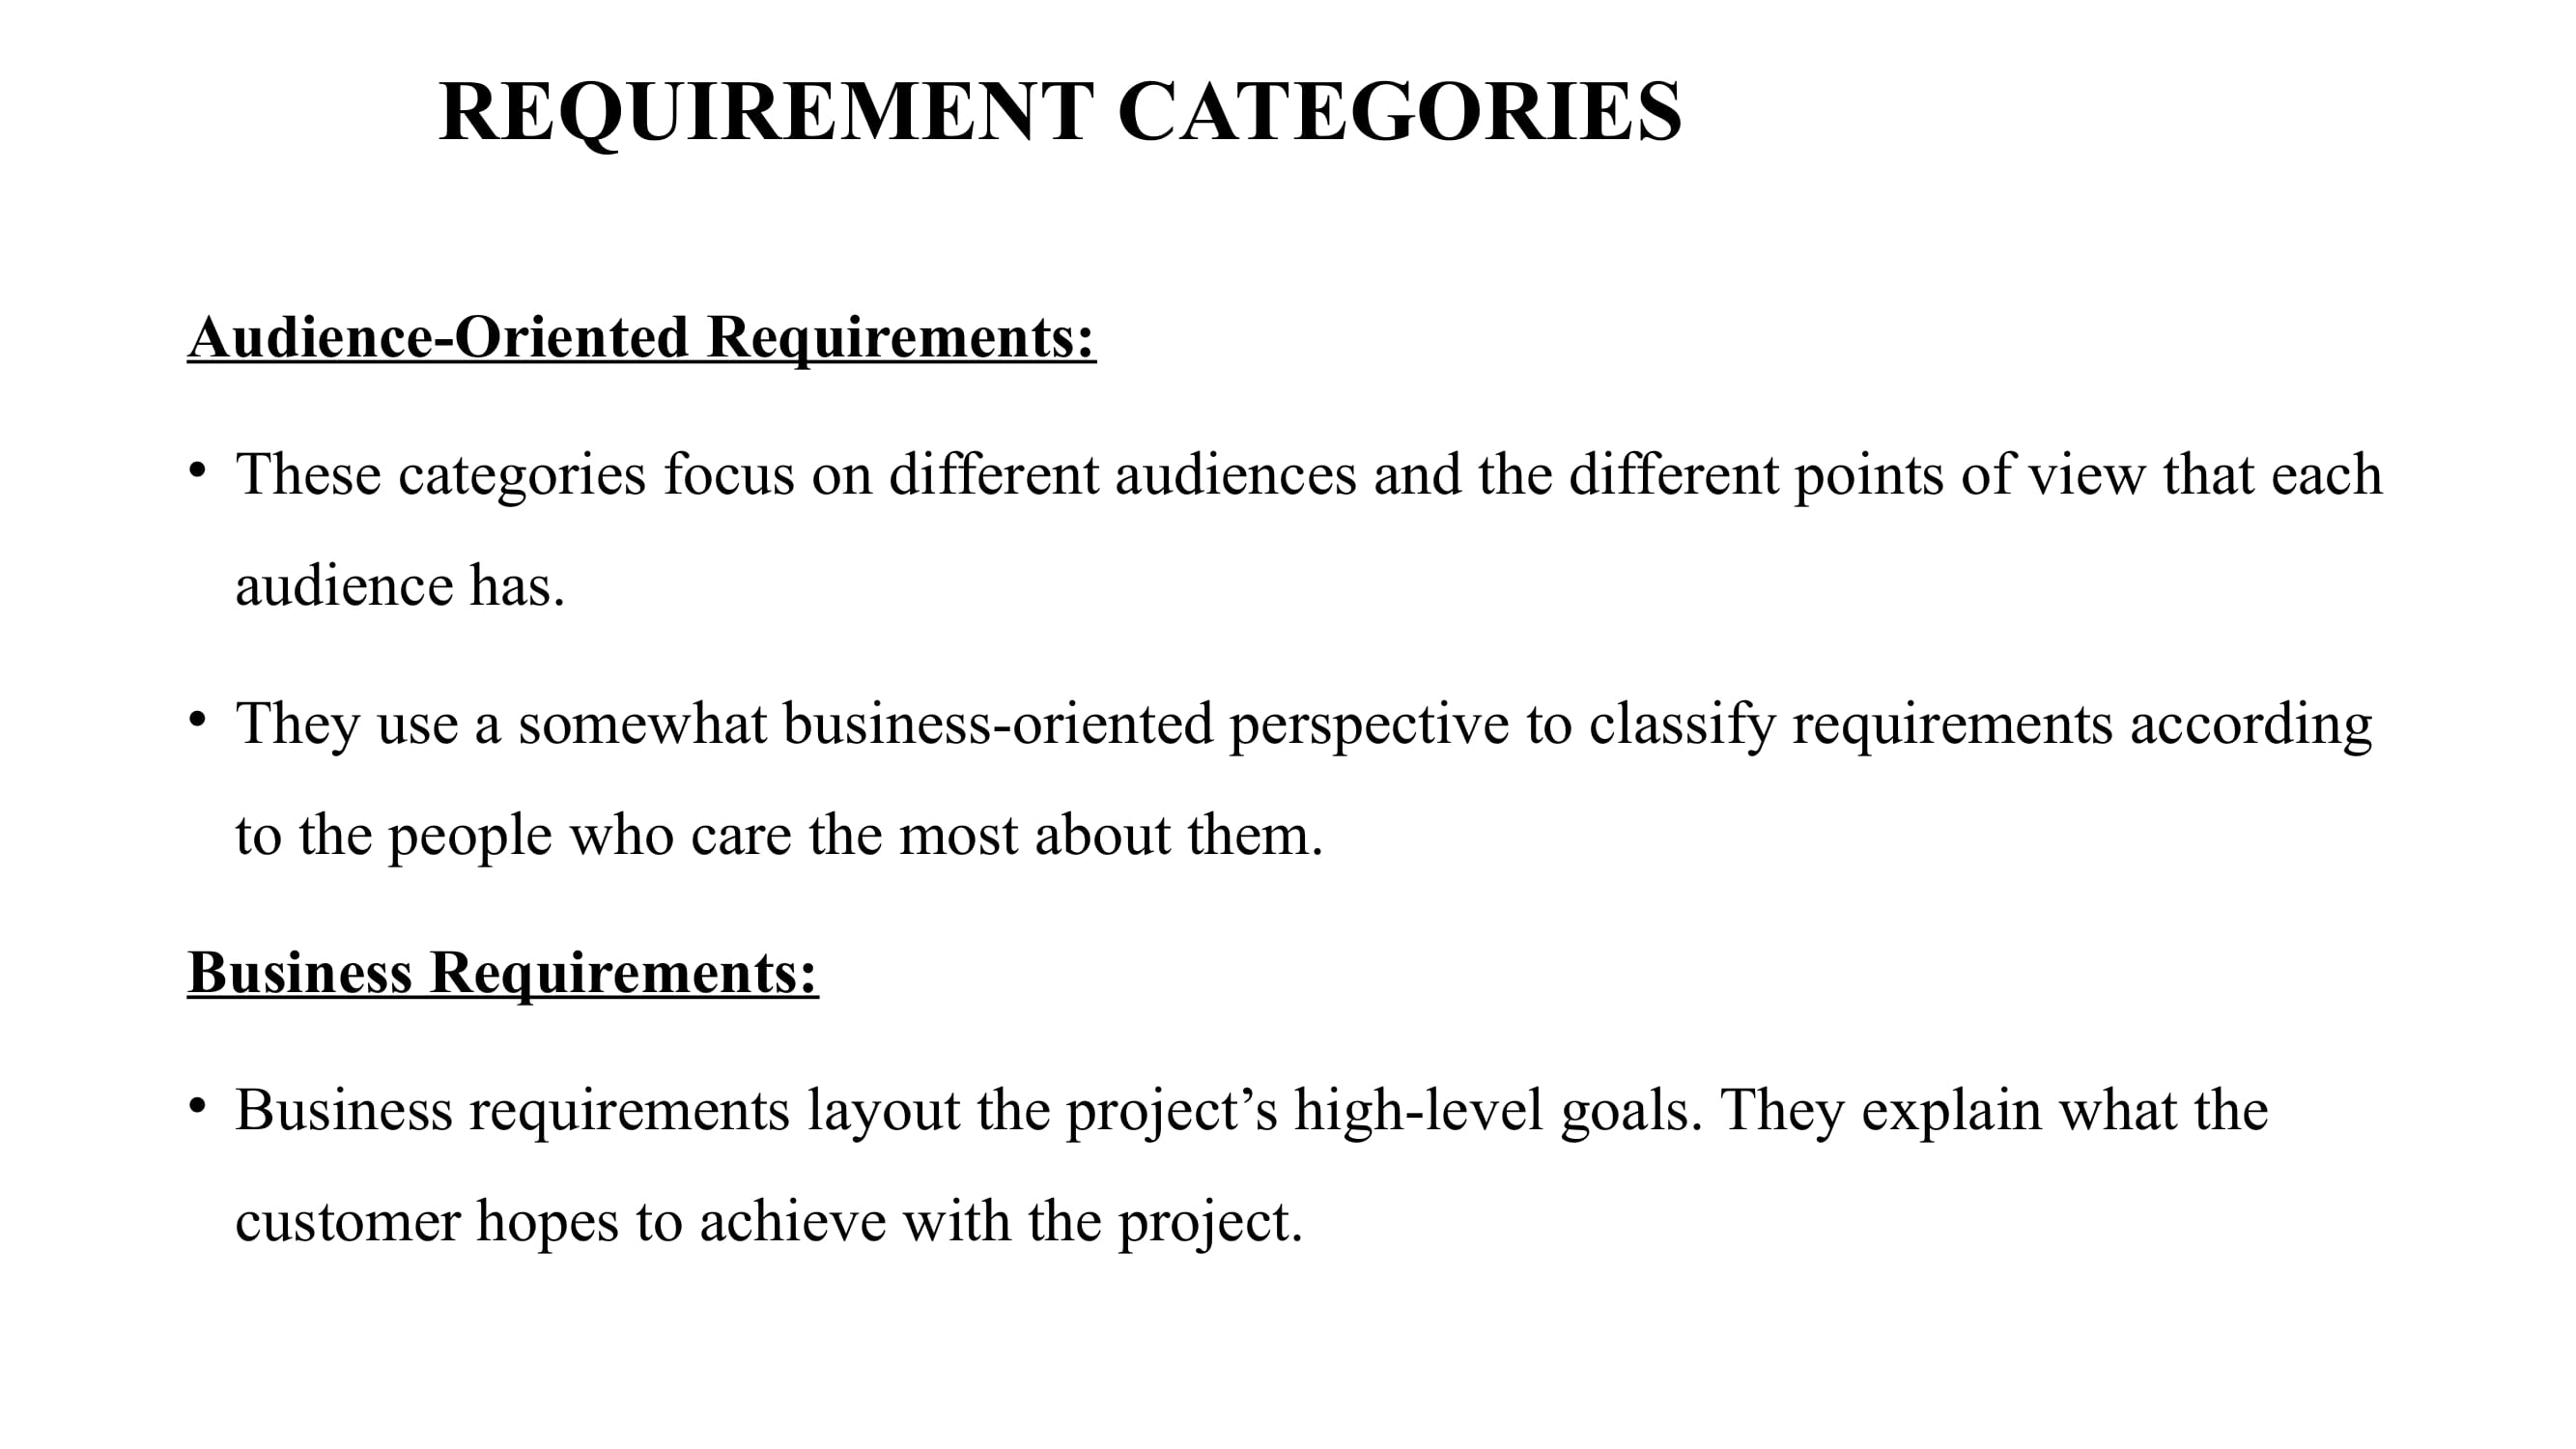 REQUIREMENT CATEGORIES
Audience-Oriented Requirements:
• These categories focus on different audiences and the different points of view that each
audience has.
• They use a somewhat business-oriented perspective to classify requirements according
to the people who care the most about them.
Business Requirements:
• Business requirements layout the project’s high-level goals. They explain what the
customer hopes to achieve with the project.